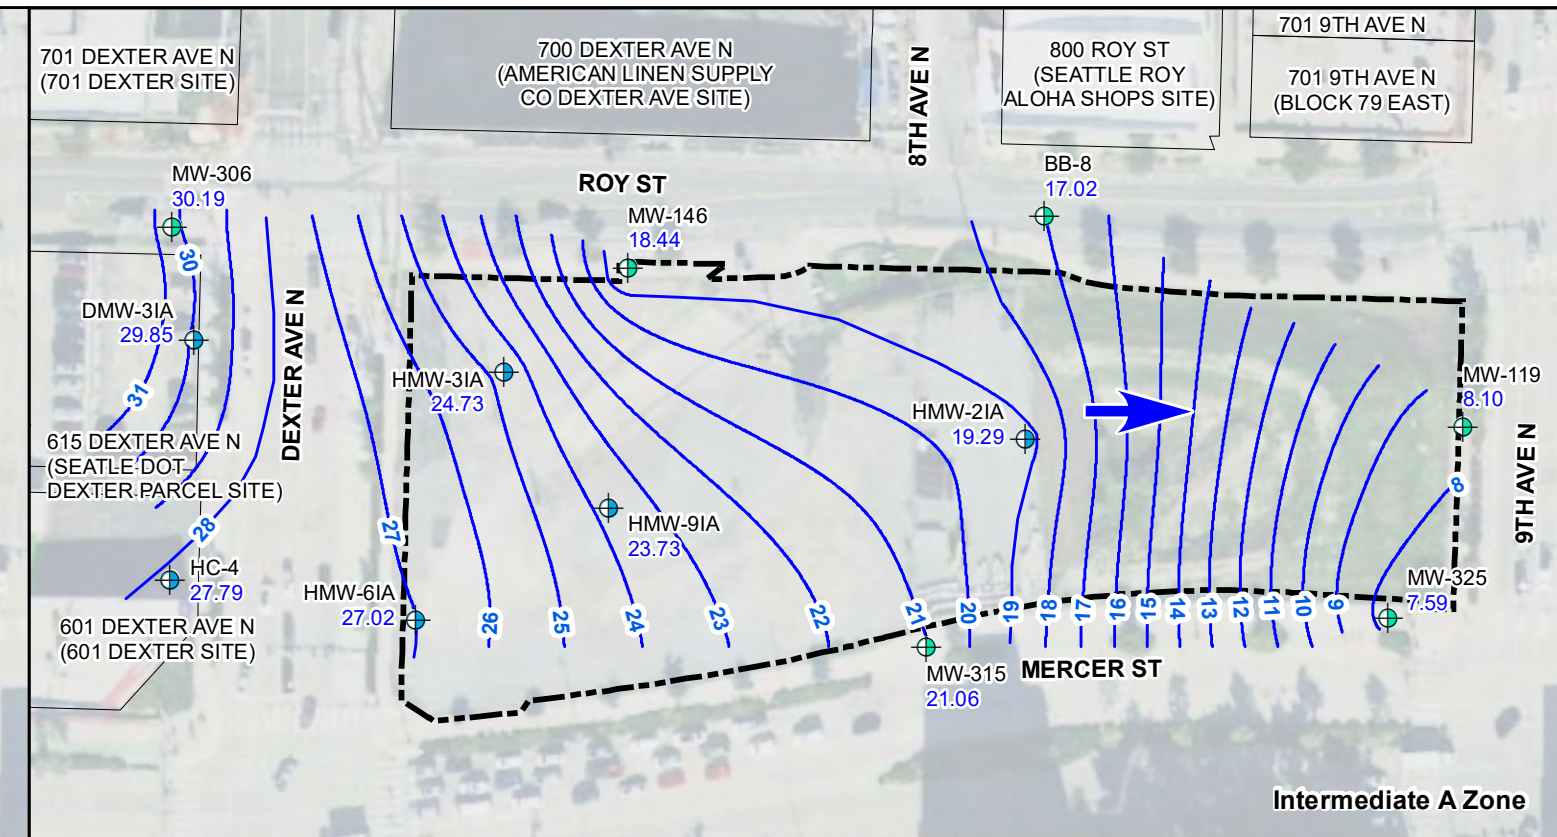 701 DEXTER AVE N
(701 DEXTER SITE)
700 DEXTER AVE N
(AMERICAN LINEN SUPPLY
CO DEXTER AVE SITE)
8TH AVE N
800 ROY ST
(SEATTLE ROY
ALOHA SHOPS SITE)
701 9TH AVE N
701 9TH AVE N
(BLOCK 79 EAST)
MW-306
30.19
ROY ST
MW-146
18.44
BB-8
17.02
30
DMW-3IA
29.85
31
DEXTER AVE N
HMW-3IA
24.73
HMW-2IA
19.29
MW-119
8.10
9TH AVE N
615 DEXTER AVE N
(SEATLE DOT
DEXTER PARCEL SITE)
28
27
8
HMW-9IA
23.73
HC-4
27.79
HMW-6IA
27.02
MW-325
7.59
26
25
24
23
22
21
20
19
18
17
16
15
14
13
12
11
10
9
601 DEXTER AVE N
(601 DEXTER SITE)
MW-315
21.06
MERCER ST
Intermediate A Zone